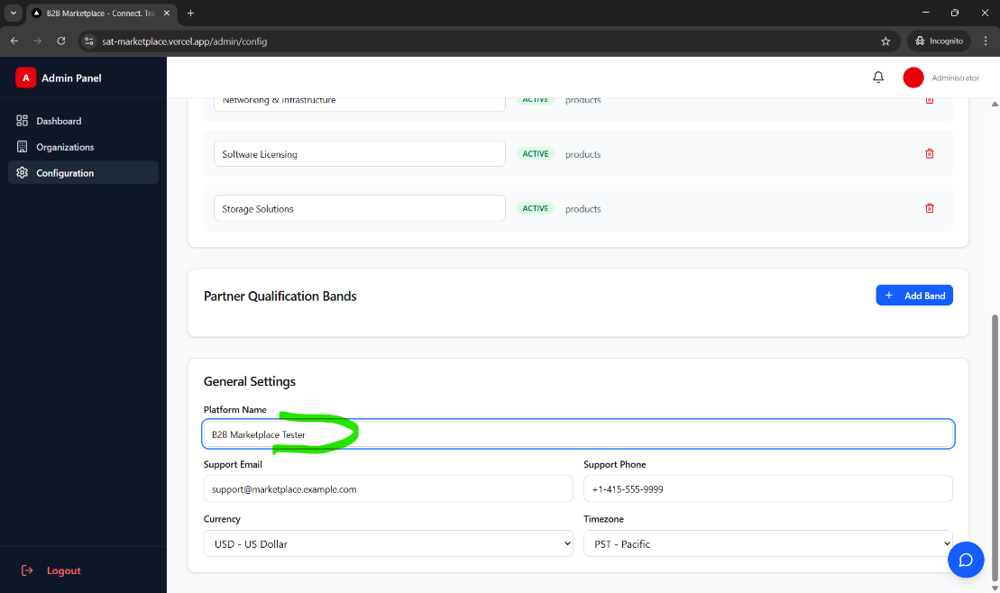 B2B Marketplace - Connect. Tra
sat-marketplace.vercel.app/admin/config
Incognito
A Admin Panel
Administrator
Dashboard
Organizations
Configuration
Networking & Infrastructure ACTIVE products
Software Licensing ACTIVE products
Storage Solutions ACTIVE products
Partner Qualification Bands
+ Add Band
General Settings
Platform Name
B2B Marketplace Tester
Support Email Support Phone
support@marketplace.example.com +1-415-555-9999
Currency Timezone
USD - US Dollar PST - Pacific
Logout